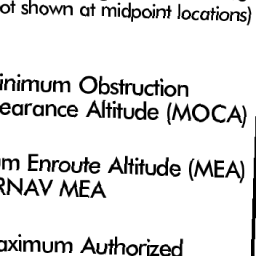 ot shown at midpoint locations)
inimum Obstruction
earance Altitude (MOCA)
um Enroute Altitude (MEA)
RNAV MEA
aximum Authorized